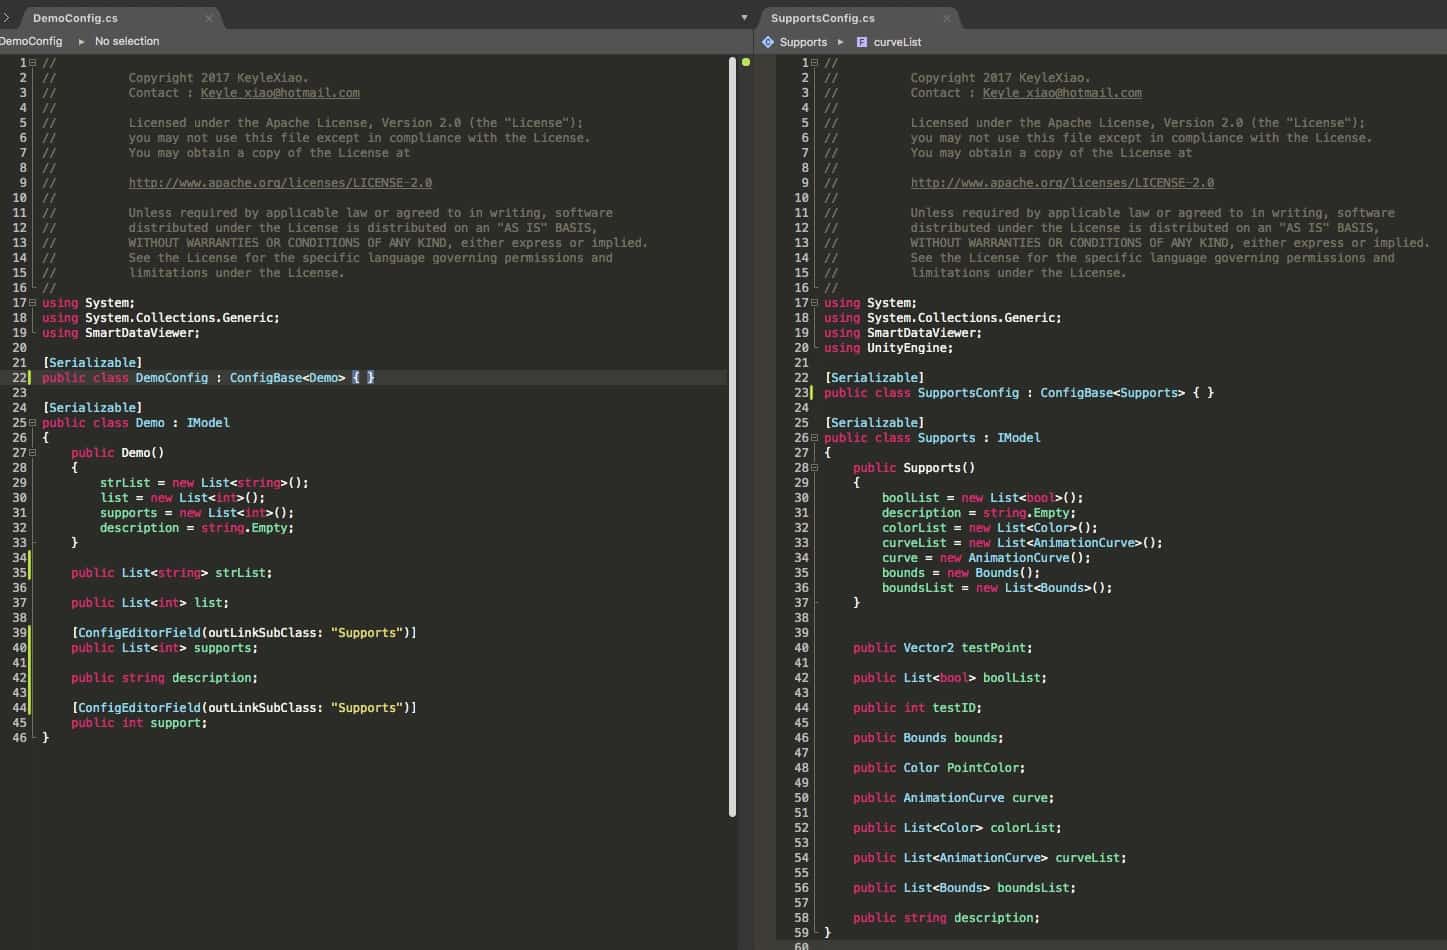 DemoConfig.cs
DemoConfig ▸ No selection
1 //
2 //          Copyright 2017 KeyleXiao.
3 //          Contact : Keyle_xiao@hotmail.com
4 //
5 //          Licensed under the Apache License, Version 2.0 (the "License");
6 //          you may not use this file except in compliance with the License.
7 //          You may obtain a copy of the License at
8 //
9 //          http://www.apache.org/licenses/LICENSE-2.0
10 //
11 //          Unless required by applicable law or agreed to in writing, software
12 //          distributed under the License is distributed on an "AS IS" BASIS,
13 //          WITHOUT WARRANTIES OR CONDITIONS OF ANY KIND, either express or implied.
14 //          See the License for the specific language governing permissions and
15 //          limitations under the License.
16 //
17 using System;
18 using System.Collections.Generic;
19 using SmartDataViewer;
20
21 [Serializable]
22 public class DemoConfig : ConfigBase<Demo> { }
23
24 [Serializable]
25 public class Demo : IModel
26 {
27     public Demo()
28     {
29         strList = new List<string>();
30         list = new List<int>();
31         supports = new List<int>();
32         description = string.Empty;
33     }
34
35     public List<string> strList;
36
37     public List<int> list;
38
39     [ConfigEditorField(outLinkSubClass: "Supports")]
40     public List<int> supports;
41
42     public string description;
43
44     [ConfigEditorField(outLinkSubClass: "Supports")]
45     public int support;
46 }
SupportsConfig.cs
Supports ▸ F curveList
1 //
2 //          Copyright 2017 KeyleXiao.
3 //          Contact : Keyle_xiao@hotmail.com
4 //
5 //          Licensed under the Apache License, Version 2.0 (the "License");
6 //          you may not use this file except in compliance with the License.
7 //          You may obtain a copy of the License at
8 //
9 //          http://www.apache.org/licenses/LICENSE-2.0
10 //
11 //          Unless required by applicable law or agreed to in writing, software
12 //          distributed under the License is distributed on an "AS IS" BASIS,
13 //          WITHOUT WARRANTIES OR CONDITIONS OF ANY KIND, either express or implied.
14 //          See the License for the specific language governing permissions and
15 //          limitations under the License.
16 //
17 using System;
18 using System.Collections.Generic;
19 using SmartDataViewer;
20 using UnityEngine;
21
22 [Serializable]
23 public class SupportsConfig : ConfigBase<Supports> { }
24
25 [Serializable]
26 public class Supports : IModel
27 {
28     public Supports()
29     {
30         boolList = new List<bool>();
31         description = string.Empty;
32         colorList = new List<Color>();
33         curveList = new List<AnimationCurve>();
34         curve = new AnimationCurve();
35         bounds = new Bounds();
36         boundsList = new List<Bounds>();
37     }
38
39
40     public Vector2 testPoint;
41
42     public List<bool> boolList;
43
44     public int testID;
45
46     public Bounds bounds;
47
48     public Color PointColor;
49
50     public AnimationCurve curve;
51
52     public List<Color> colorList;
53
54     public List<AnimationCurve> curveList;
55
56     public List<Bounds> boundsList;
57
58     public string description;
59 }
60